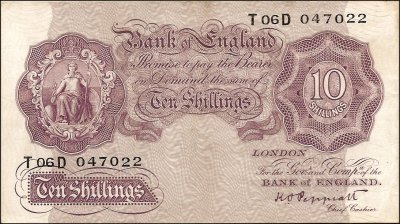 T06D 047022
Bank of England
Promise to pay the Bearer
on Demand the sum of
Ten Shillings
10
SHILLINGS
T06D 047022
LONDON
For the Gov.r and Comp.a of the
BANK OF ENGLAND.
K.O. Peppiatt
Chief Cashier
Ten Shillings